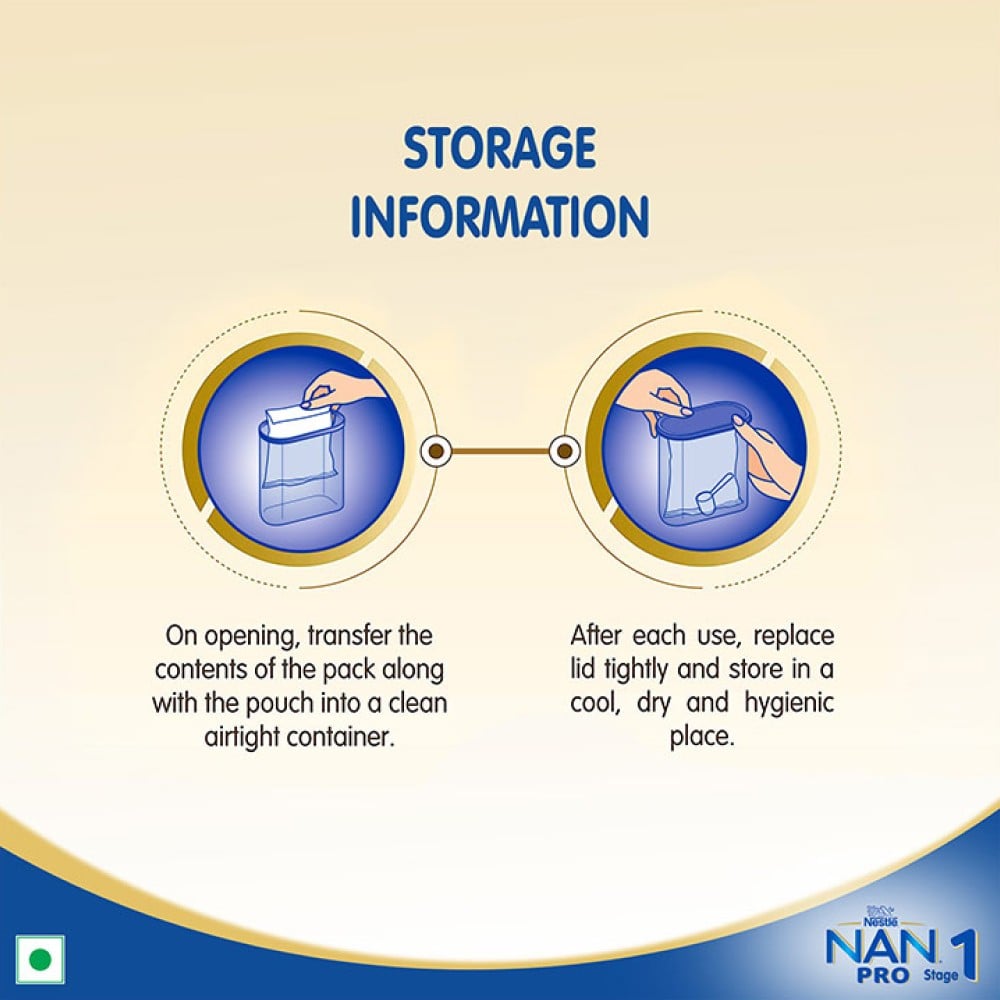 STORAGE
INFORMATION
On opening, transfer the
contents of the pack along
with the pouch into a clean
airtight container.
After each use, replace
lid tightly and store in a
cool, dry and hygienic
place.
Nestlé
NAN 1
PRO Stage